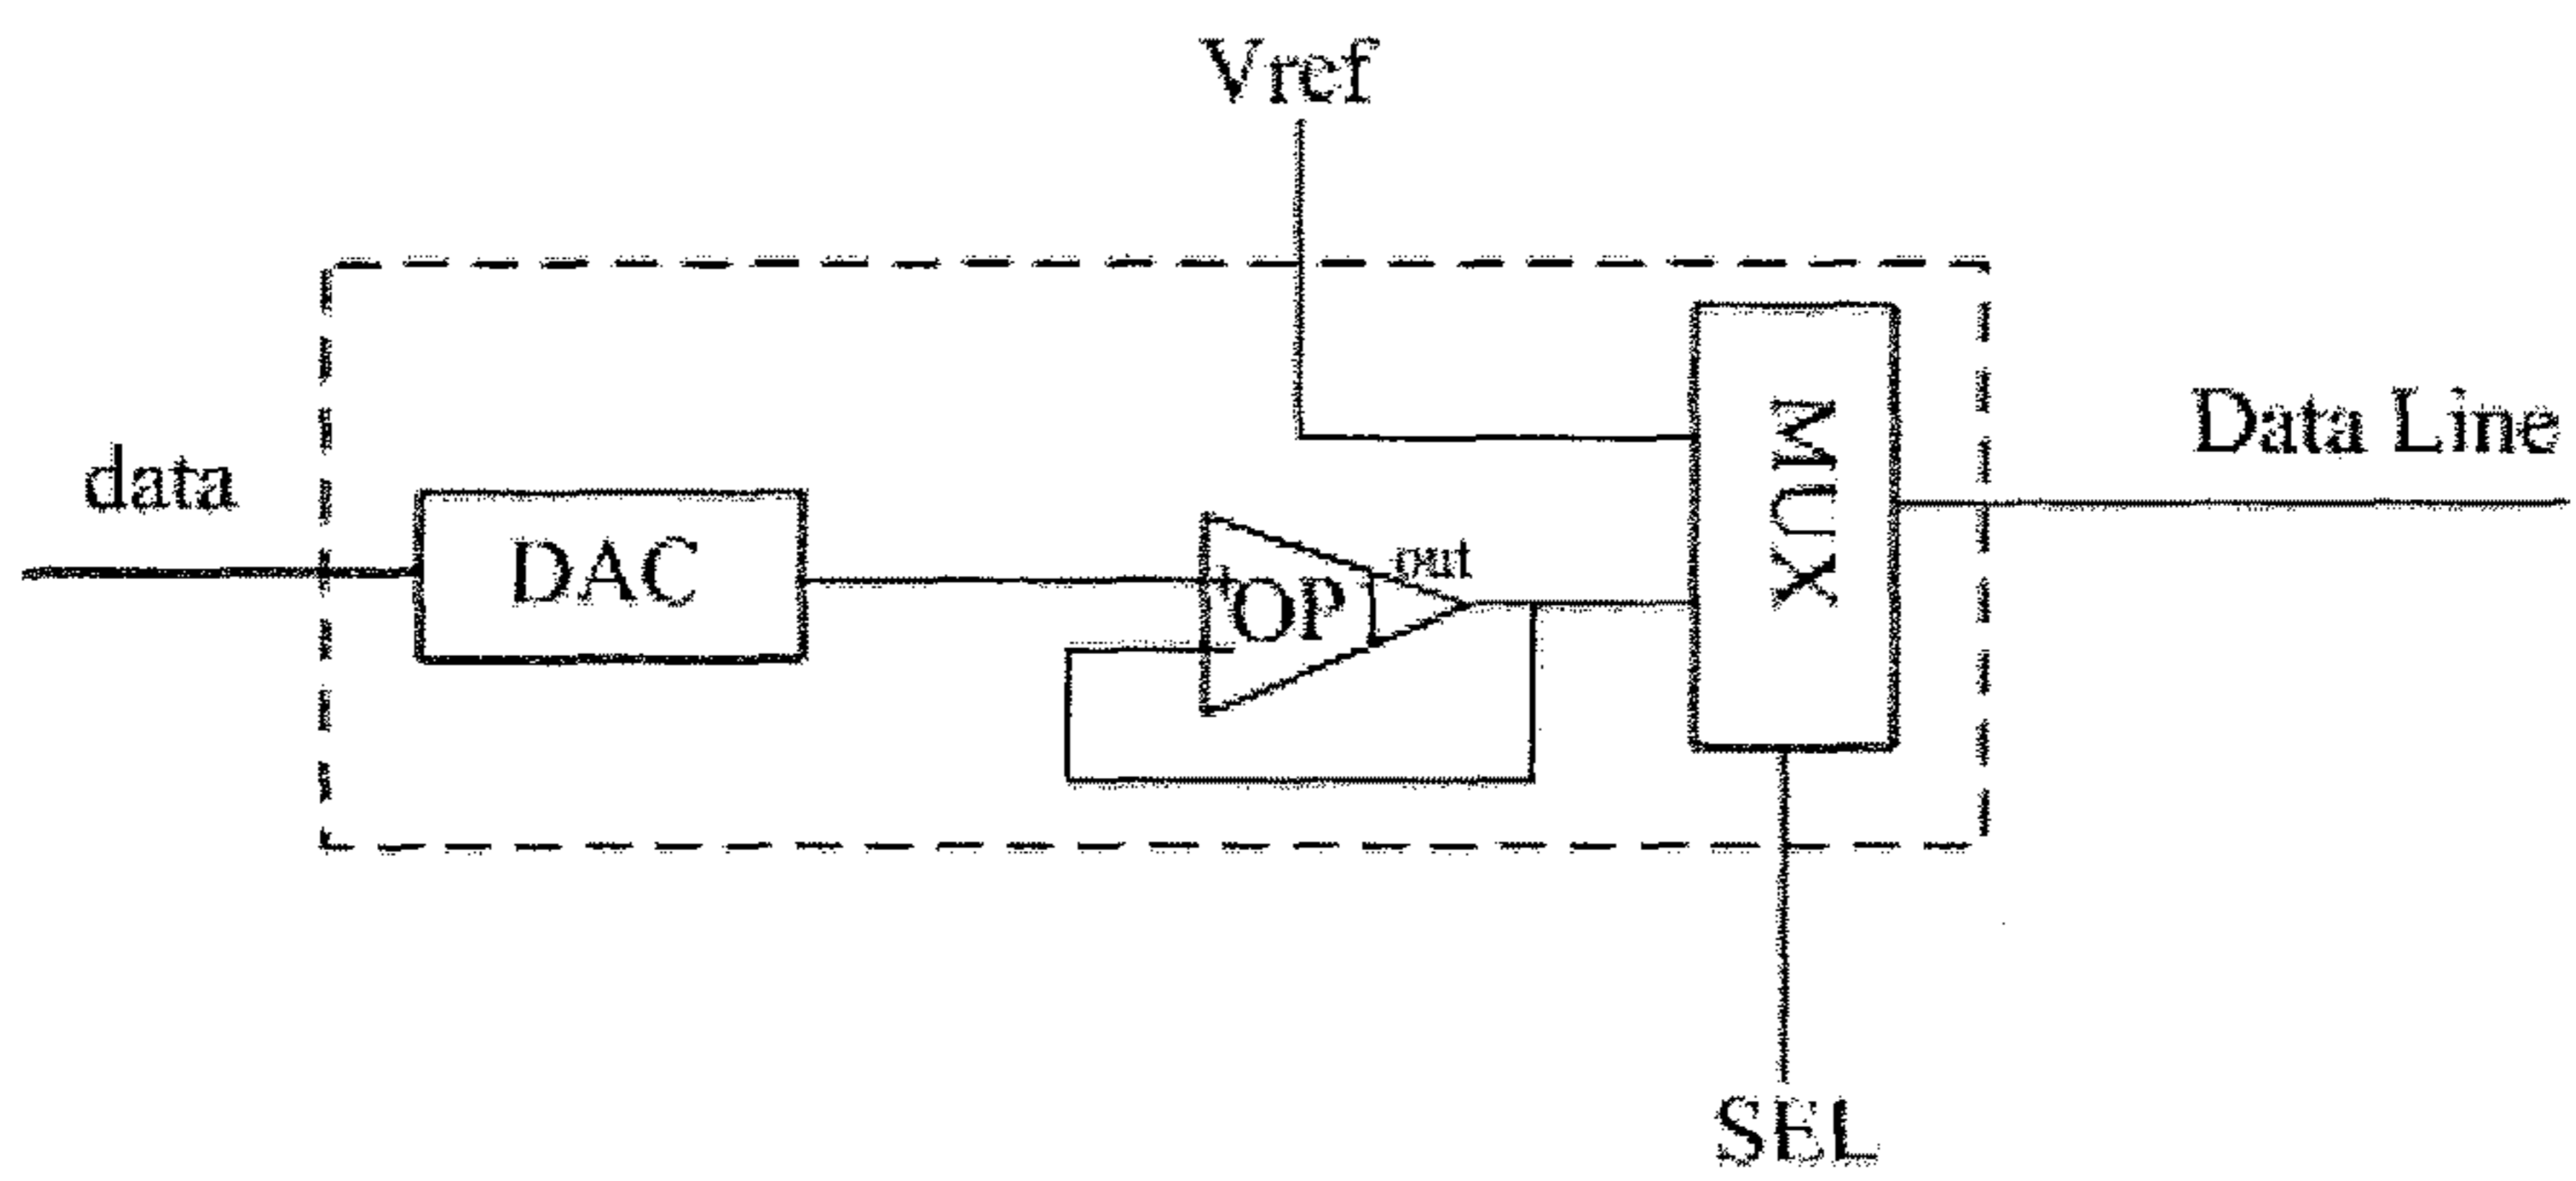 Vref
data
DAC
+
OP
out
MUX
Data Line
SEL